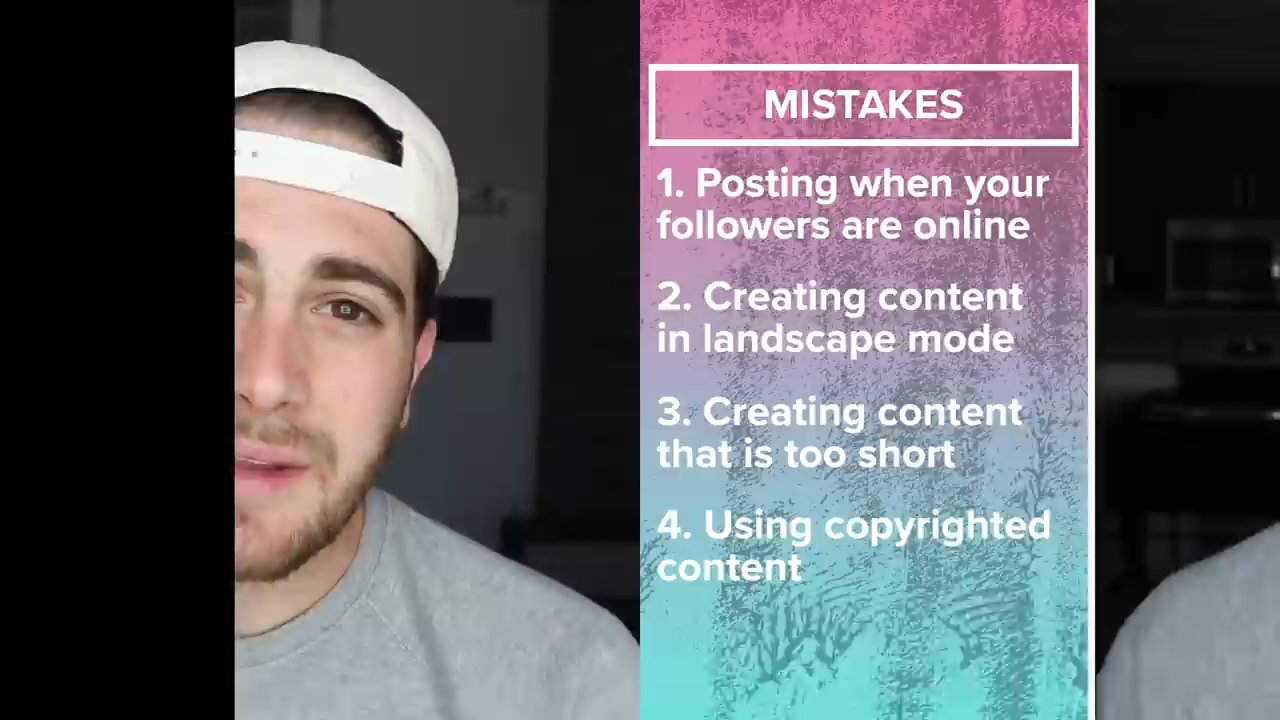 MISTAKES
1. Posting when your
followers are online
2. Creating content
in landscape mode
3. Creating content
that is too short
4. Using copyrighted
content